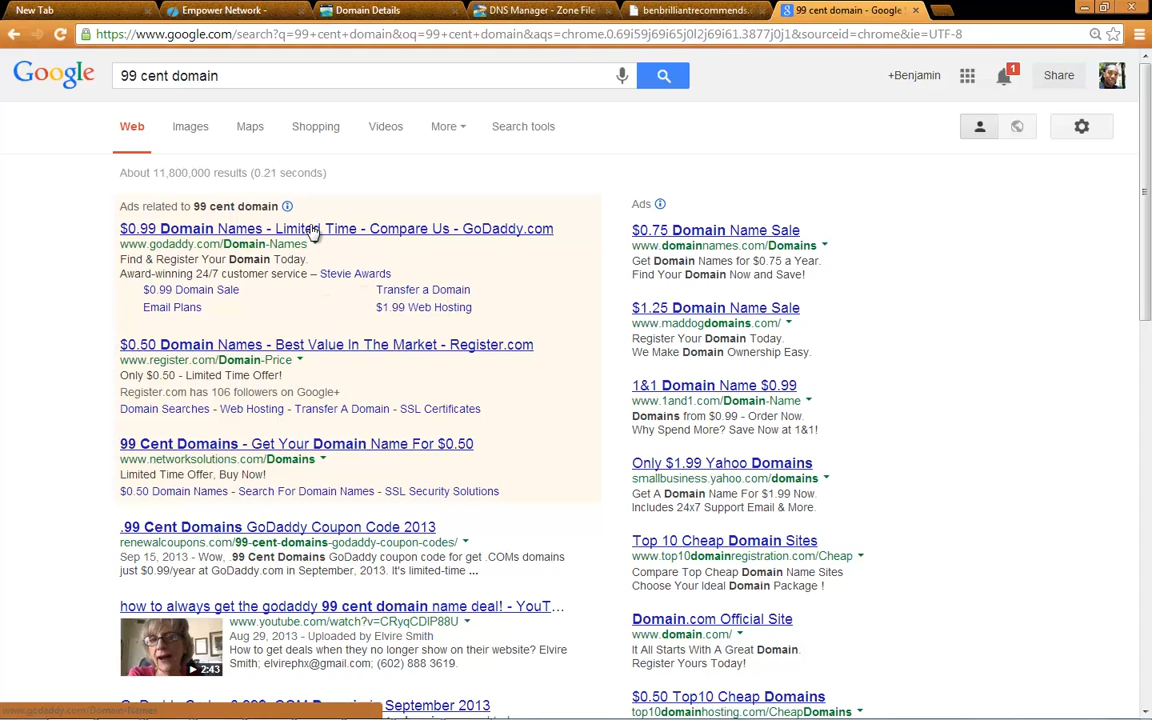 New Tab
Empower Network -
Domain Details
DNS Manager - Zone File
benbrilliantrecommends.c
99 cent domain - Google S
https://www.google.com/search?q=99+cent+domain&oq=99+cent+domain&aqs=chrome.0.69i59j69i65j0l2j69i61.3877j0j1&sourceid=chrome&ie=UTF-8
Google
99 cent domain
+Benjamin
1
Share
Web
Images
Maps
Shopping
Videos
More
Search tools
About 11,800,000 results (0.21 seconds)
Ads related to 99 cent domain
$0.99 Domain Names - Limited Time - Compare Us - GoDaddy.com
www.godaddy.com/Domain-Names
Find & Register Your Domain Today.
Award-winning 24/7 customer service – Stevie Awards
$0.99 Domain Sale
Transfer a Domain
Email Plans
$1.99 Web Hosting
$0.50 Domain Names - Best Value In The Market - Register.com
www.register.com/Domain-Price
Only $0.50 - Limited Time Offer!
Register.com has 106 followers on Google+
Domain Searches - Web Hosting - Transfer A Domain - SSL Certificates
99 Cent Domains - Get Your Domain Name For $0.50
www.networksolutions.com/Domains
Limited Time Offer, Buy Now!
$0.50 Domain Names - Search For Domain Names - SSL Security Solutions
.99 Cent Domains GoDaddy Coupon Code 2013
renewalcoupons.com/99-cent-domains-godaddy-coupon-codes/
Sep 15, 2013 - Wow, .99 Cent Domains GoDaddy coupon code for get .COMs domains
just $0.99/year at GoDaddy.com in September, 2013. It's limited-time ...
how to always get the godaddy 99 cent domain name deal! - YouT...
www.youtube.com/watch?v=CRyqCDIP88U
Aug 29, 2013 - Uploaded by Elvire Smith
How to get deals when they no longer show on their website? Elvire
Smith; elvirephx@gmail.com; (602) 888 3619.
2:43
September 2013
www.godaddy.com/Domain-Names
Ads
$0.75 Domain Name Sale
www.domainnames.com/Domains
Get Domain Names for $0.75 a Year.
Find Your Domain Now and Save!
$1.25 Domain Name Sale
www.maddogdomains.com/
Register Your Domain Today.
We Make Domain Ownership Easy.
1&1 Domain Name $0.99
www.1and1.com/Domain-Name
Domains from $0.99 - Order Now.
Why Spend More? Save Now at 1&1!
Only $1.99 Yahoo Domains
smallbusiness.yahoo.com/domains
Get A Domain Name For $1.99 Now.
Includes 24x7 Support Email & More.
Top 10 Cheap Domain Sites
www.top10domainregistration.com/Cheap
Compare Top Cheap Domain Name Sites
Choose Your Ideal Domain Package !
Domain.com Official Site
www.domain.com/
It All Starts With A Great Domain.
Register Yours Today!
$0.50 Top10 Cheap Domains
top10domainhosting.com/CheapDomains